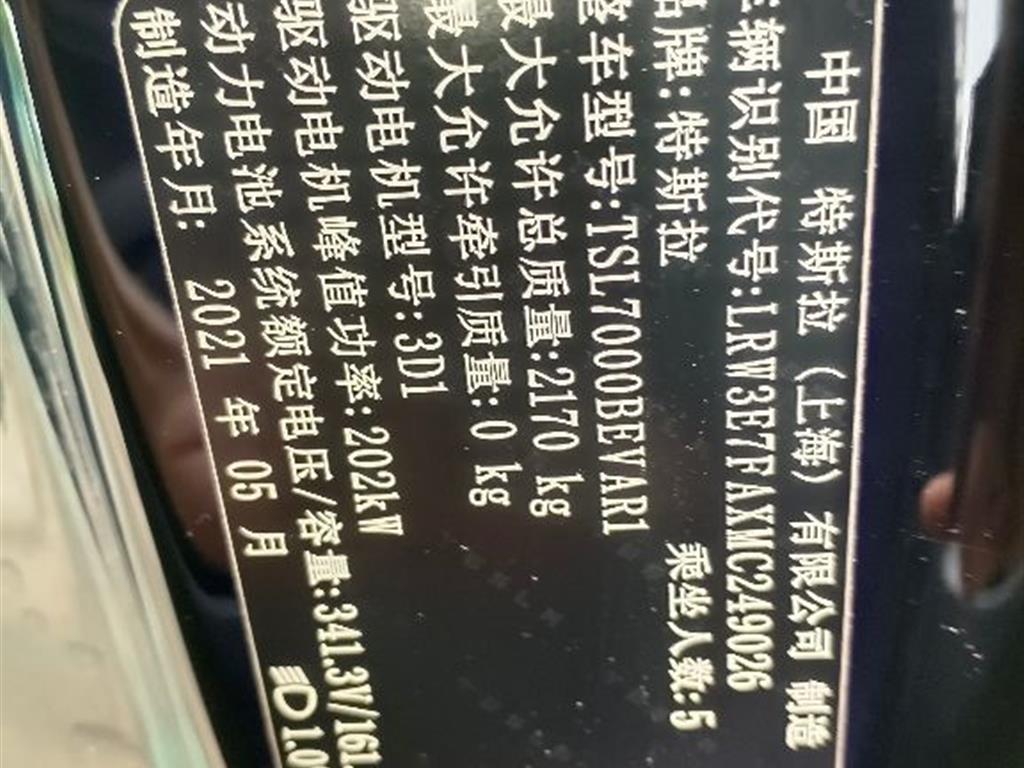 中国 特斯拉（上海）有限公司 制造
车辆识别代号:LRW3E7FAXMC249026
品牌:特斯拉 乘坐人数:5
整车型号:TSL7000BEVAR1
最大允许总质量:2170 kg
最大允许牵引质量:0 kg
驱动电机型号:3D1
驱动电机峰值功率:202kW
动力电池系统额定电压/容量:341.3V/161.
制造年月: 2021 年 05 月 1.0